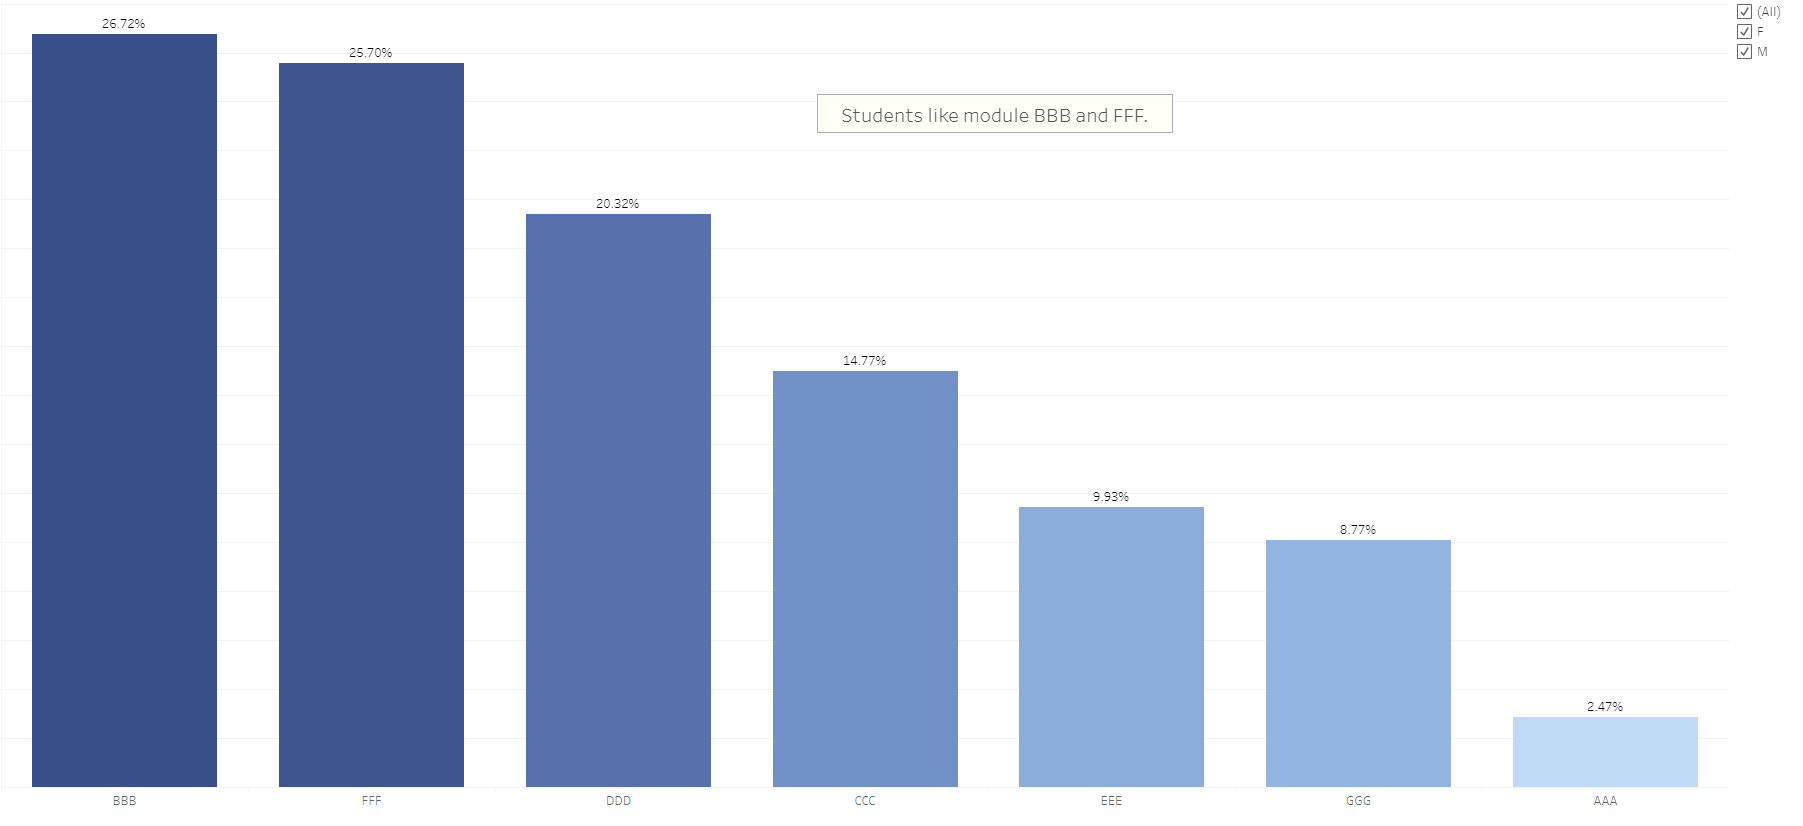 26.72%
(All)
F
25.70%
M
Students like module BBB and FFF.
20.32%
14.77%
9.93%
8.77%
2.47%
BBB
FFF
DDD
CCC
EEE
GGG
AAA